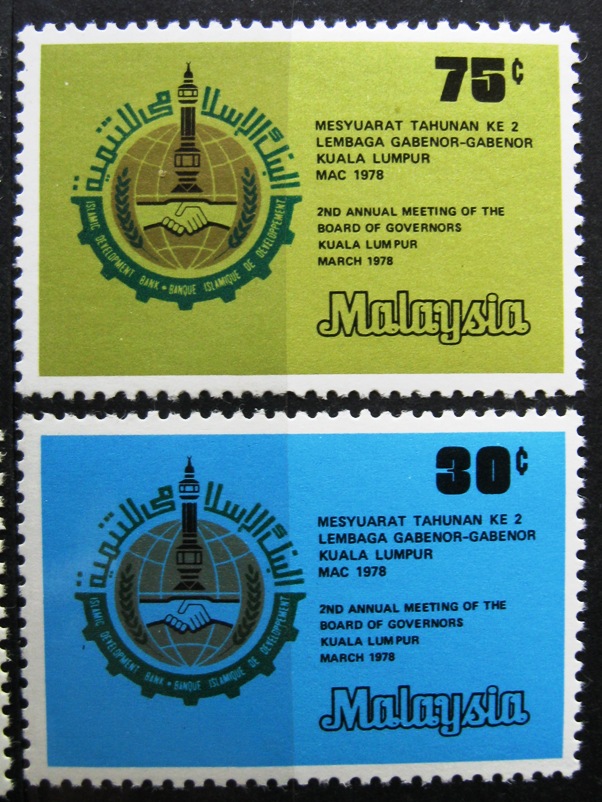 75¢
MESYUARAT TAHUNAN KE 2
LEMBAGA GABENOR-GABENOR
KUALA LUMPUR
MAC 1978
2ND ANNUAL MEETING OF THE
BOARD OF GOVERNORS
KUALA LUMPUR
MARCH 1978
Malaysia
البنك الإسلامي للتنمية
ISLAMIC DEVELOPMENT BANK • BANQUE ISLAMIQUE DE DEVELOPPEMENT
30¢
MESYUARAT TAHUNAN KE 2
LEMBAGA GABENOR-GABENOR
KUALA LUMPUR
MAC 1978
2ND ANNUAL MEETING OF THE
BOARD OF GOVERNORS
KUALA LUMPUR
MARCH 1978
Malaysia
البنك الإسلامي للتنمية
ISLAMIC DEVELOPMENT BANK • BANQUE ISLAMIQUE DE DEVELOPPEMENT